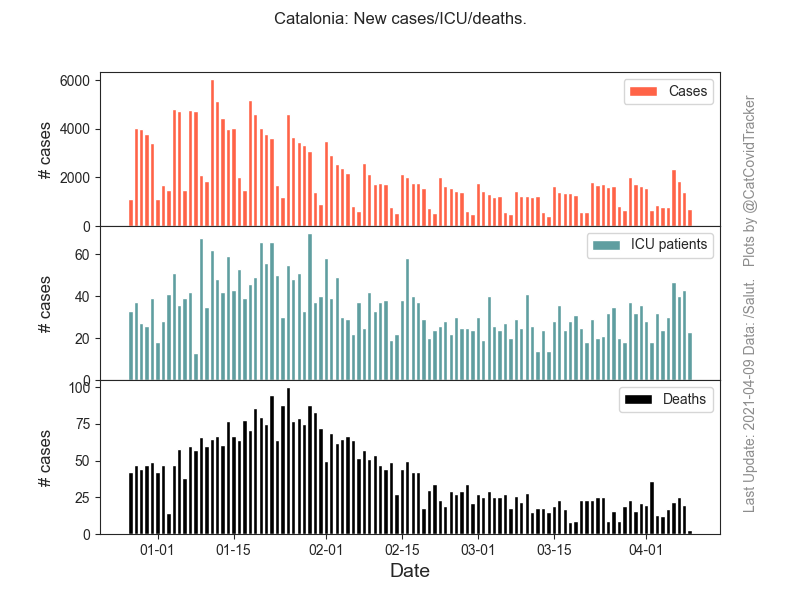 Catalonia: New cases/ICU/deaths.
6000
4000
2000
0
# cases
Cases
60
40
20
0
# cases
ICU patients
100
75
50
25
0
# cases
Deaths
01-01 01-15 02-01 02-15 03-01 03-15 04-01
Date
Last Update: 2021-04-09 Data: /Salut. Plots by @CatCovidTracker